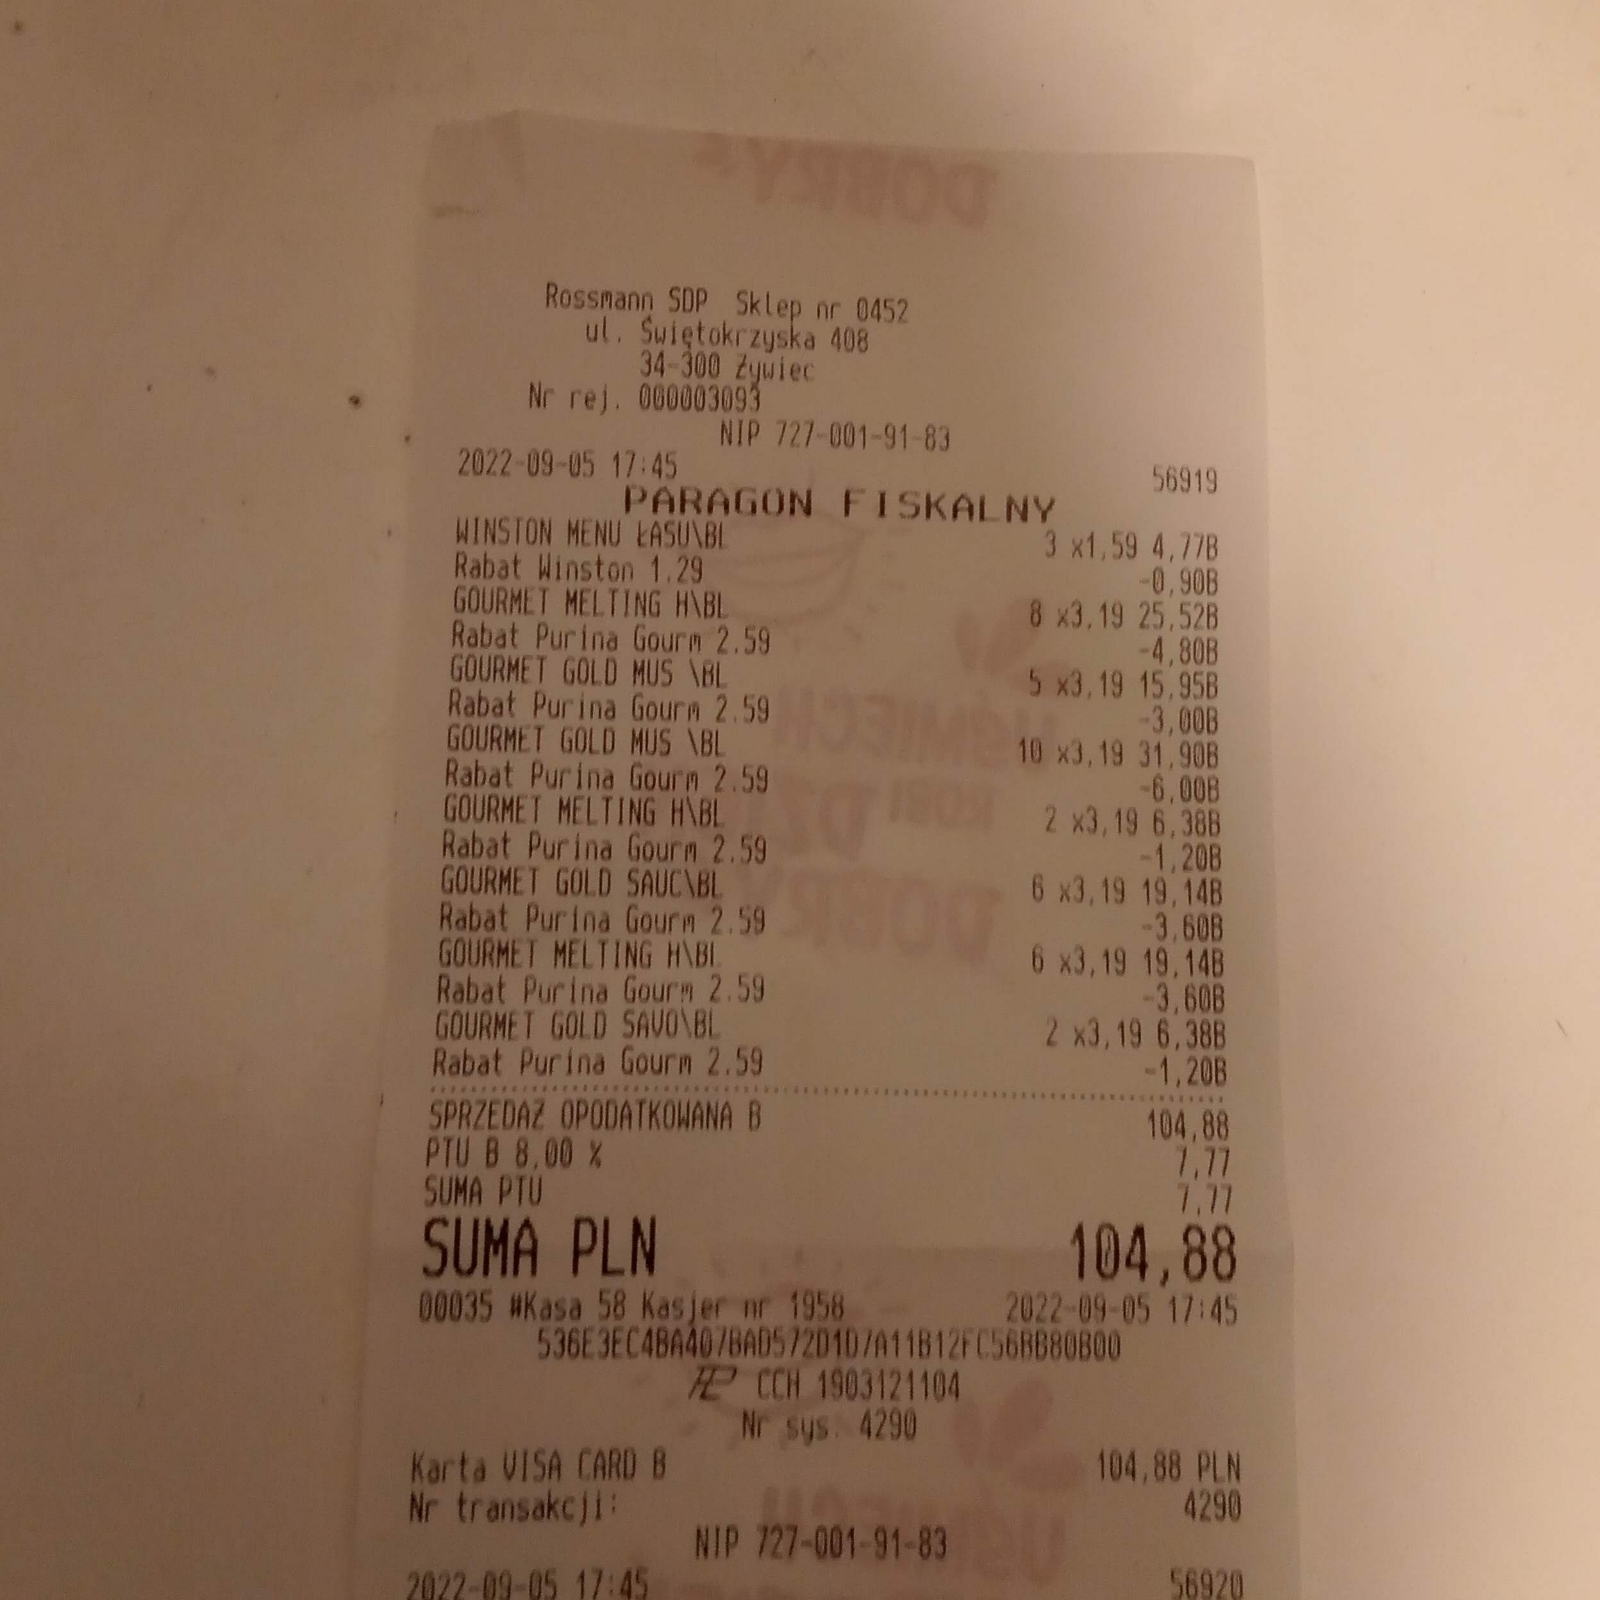 Rossmann SDP Sklep nr 0452
ul. Świętokrzyska 408
34-300 Żywiec
Nr rej. 000003093
NIP 727-001-91-83
2022-09-05 17:45 56919
PARAGON FISKALNY
WINSTON MENU ŁASU\BL 3 x1,59 4,77B
Rabat Winston 1.29 -0,90B
GOURMET MELTING H\BL 8 x3,19 25,52B
Rabat Purina Gourm 2.59 -4,80B
GOURMET GOLD MUS \BL 5 x3,19 15,95B
Rabat Purina Gourm 2.59 -3,00B
GOURMET GOLD MUS \BL 10 x3,19 31,90B
Rabat Purina Gourm 2.59 -6,00B
GOURMET MELTING H\BL 2 x3,19 6,38B
Rabat Purina Gourm 2.59 -1,20B
GOURMET GOLD SAUC\BL 6 x3,19 19,14B
Rabat Purina Gourm 2.59 -3,60B
GOURMET MELTING H\BL 6 x3,19 19,14B
Rabat Purina Gourm 2.59 -3,60B
GOURMET GOLD SAVO\BL 2 x3,19 6,38B
Rabat Purina Gourm 2.59 -1,20B
SPRZEDAŻ OPODATKOWANA B 104,88
PTU B 8,00 % 7,77
SUMA PTU 7,77
SUMA PLN 104,88
00035 #Kasa 58 Kasjer nr 1958 2022-09-05 17:45
536E3EC4BA407BAD572D1D7A11B12FC56BB80B00
CCH 1903121104
Nr sys. 4290
Karta VISA CARD B 104,88 PLN
Nr transakcji: 4290
NIP 727-001-91-83
2022-09-05 17:45 56920